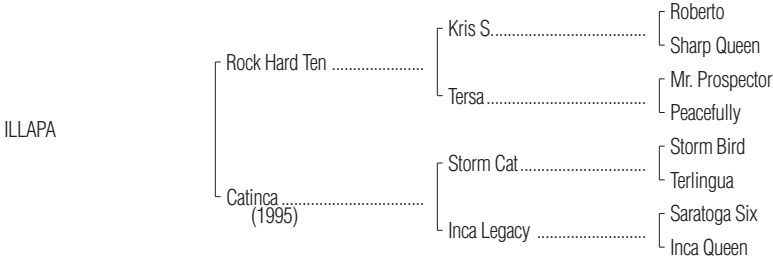 Roberto
Kris S.
Sharp Queen
Rock Hard Ten
Mr. Prospector
Tersa
Peacefully
ILLAPA
Storm Bird
Storm Cat
Terlingua
Catinca
(1995)
Saratoga Six
Inca Legacy
Inca Queen